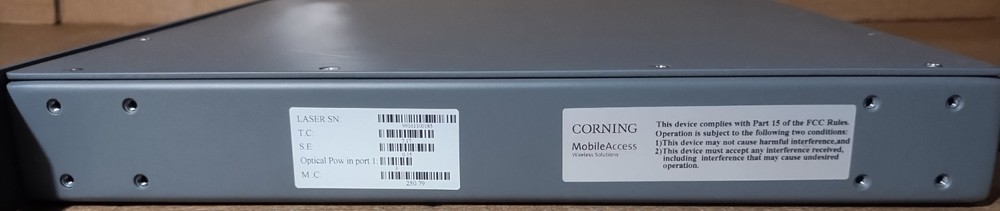 LASER SN
T.C
S.E
Optical Pow in port 1:
M .C
250.79
CORNING
MobileAccess
Wireless Solutions
This device complies with Part 15 of the FCC Rules.
Operation is subject to the following two conditions:
1)This device may not cause harmful interference,and
2)This device must accept any interference received,
including interference that may cause undesired
operation.